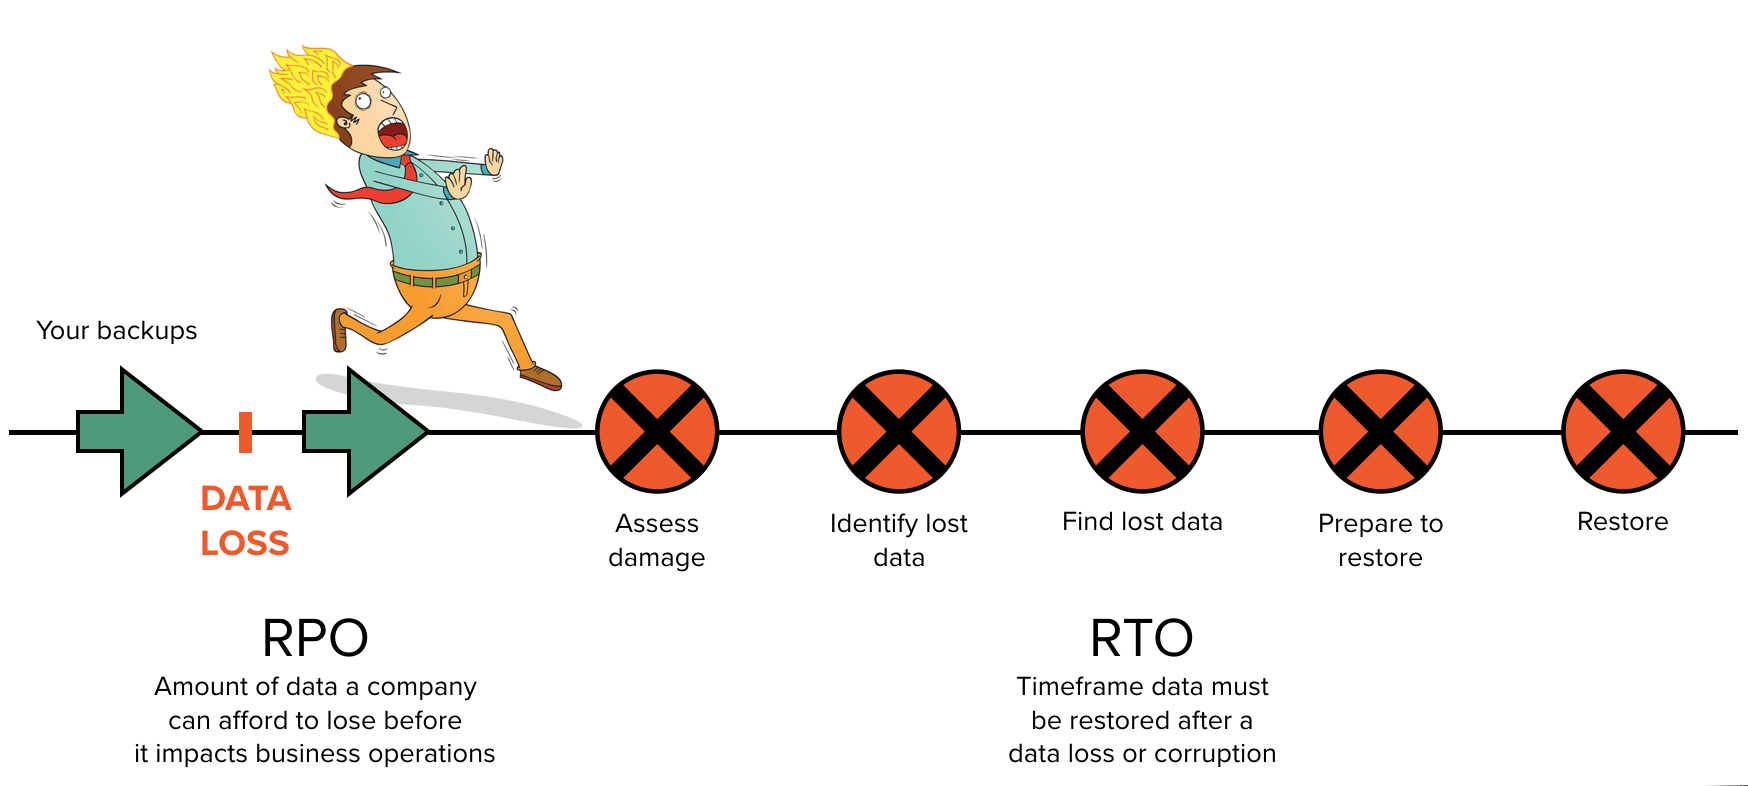 Your backups
DATA
LOSS
Assess
damage
Identify lost
data
Find lost data
Prepare to
restore
Restore
RPO
Amount of data a company
can afford to lose before
it impacts business operations
RTO
Timeframe data must
be restored after a
data loss or corruption